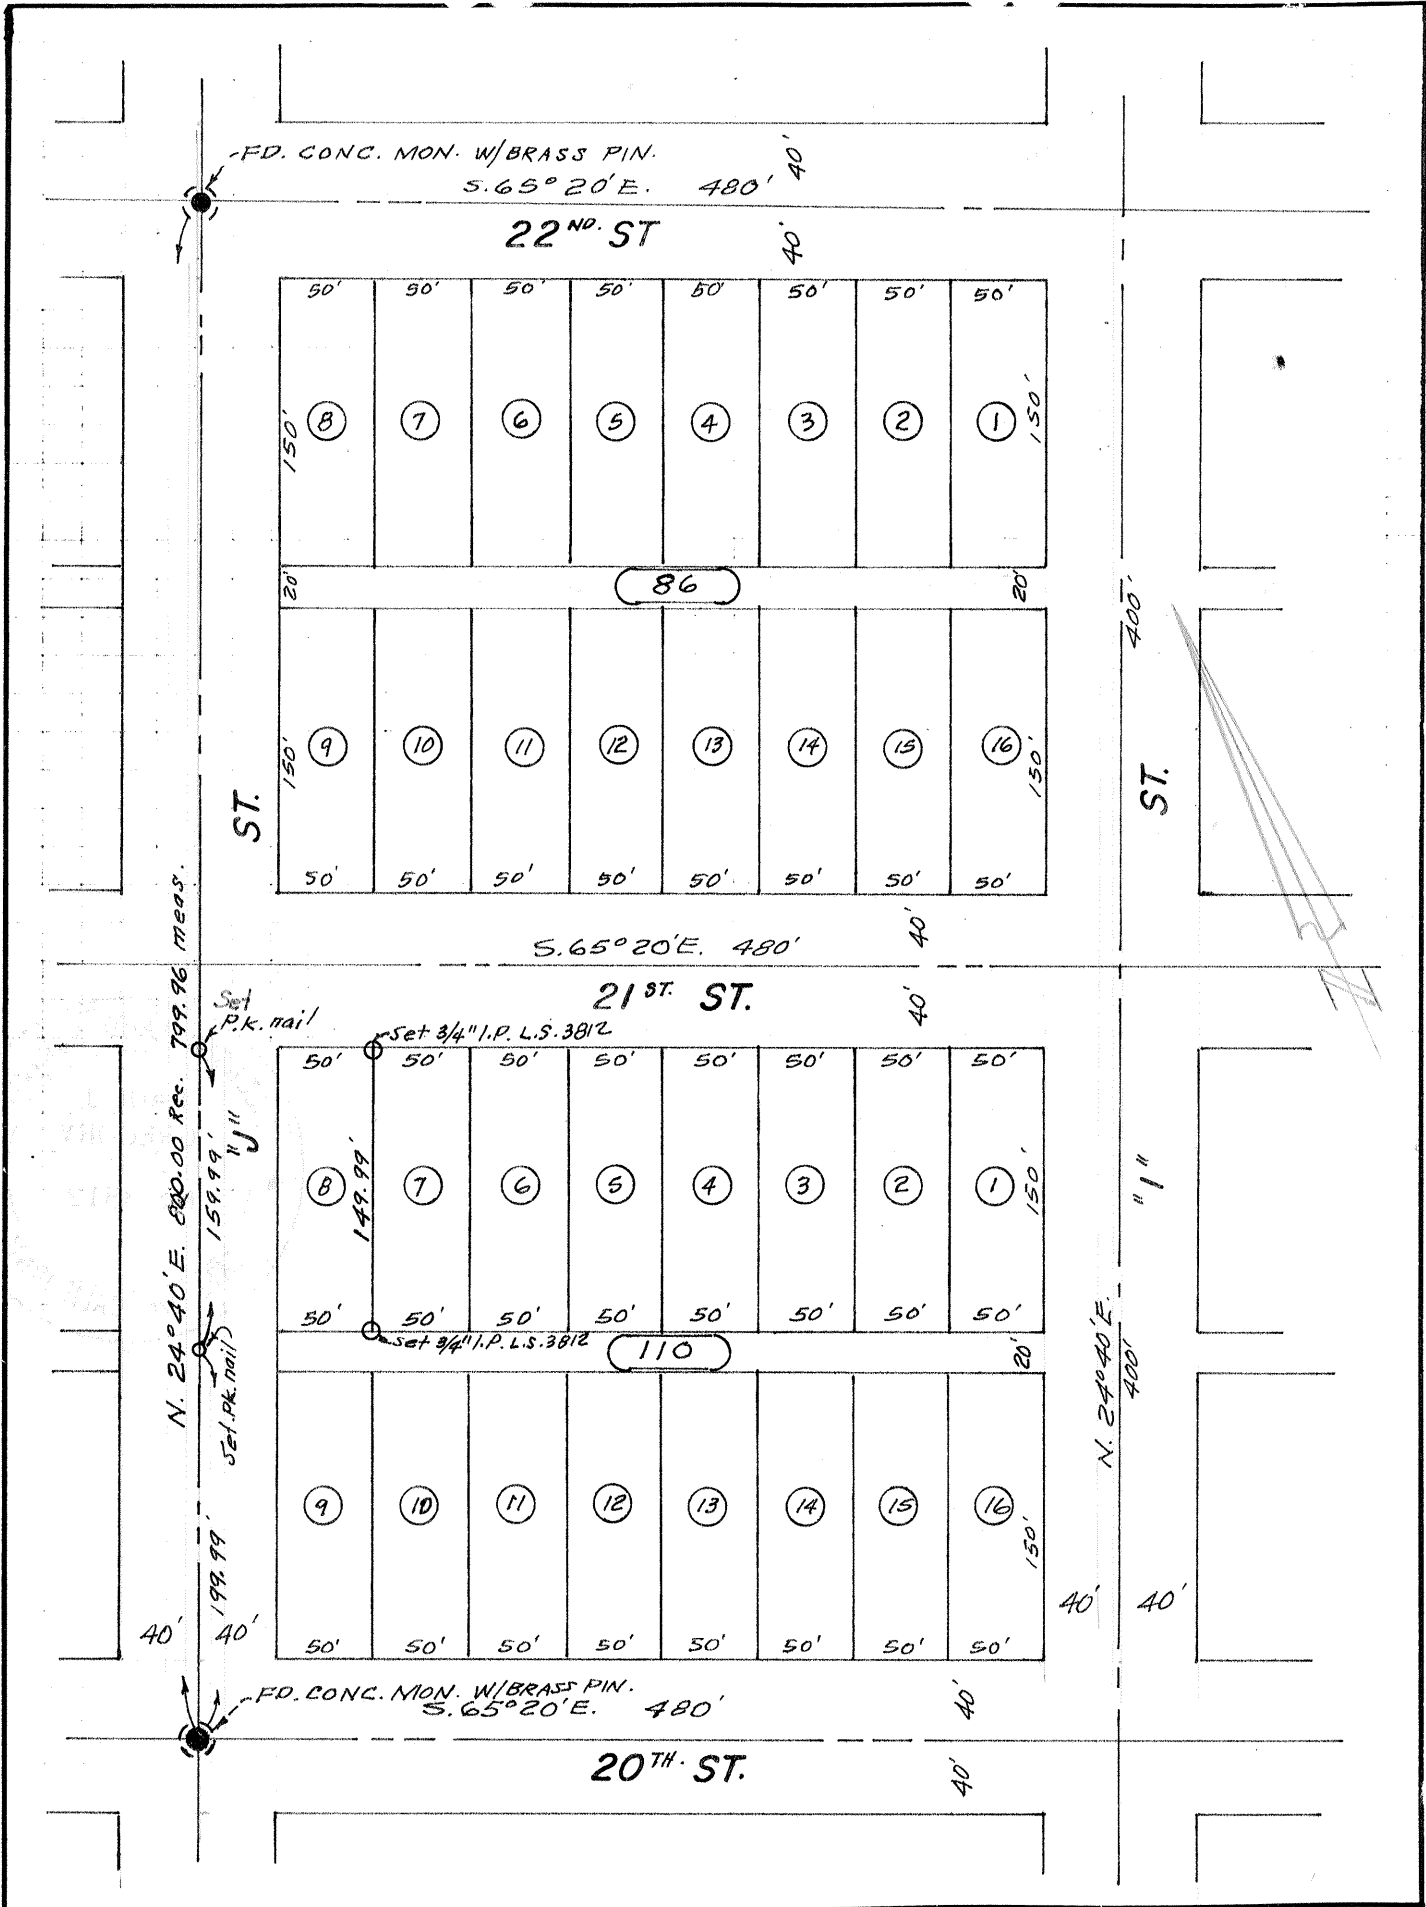 FD. CONC. MON. W/BRASS PIN.
S.65°20'E. 480'
40'
22ND. ST
40'
50' 50' 50' 50' 50' 50' 50' 50'
150' 8 7 6 5 4 3 2 1 150'
20' 86 20'
400'
150' 9 10 11 12 13 14 15 16 150'
ST.
ST.
50' 50' 50' 50' 50' 50' 50' 50'
N
S.65°20'E. 480'
40'
21ST. ST.
40'
N. 24°40'E. 800.00 Rec. 799.96 meas.
Set
P.K. nail
Set 3/4" I.P. L.S. 3812
50' 50' 50' 50' 50' 50' 50' 50'
"J"
159.99'
8 149.99' 7 6 5 4 3 2 1 150'
"I"
50' 50' 50' 50' 50' 50' 50' 50'
Set 3/4" I.P. L.S. 3812
110 20'
Set. P.K. nail
N. 24°40'E.
400'
9 10 11 12 13 14 15 16
150'
199.99'
40' 40'
40' 40'
50' 50' 50' 50' 50' 50' 50' 50'
FD. CONC. MON. W/BRASS PIN.
S.65°20'E. 480'
40'
20TH. ST.
40'